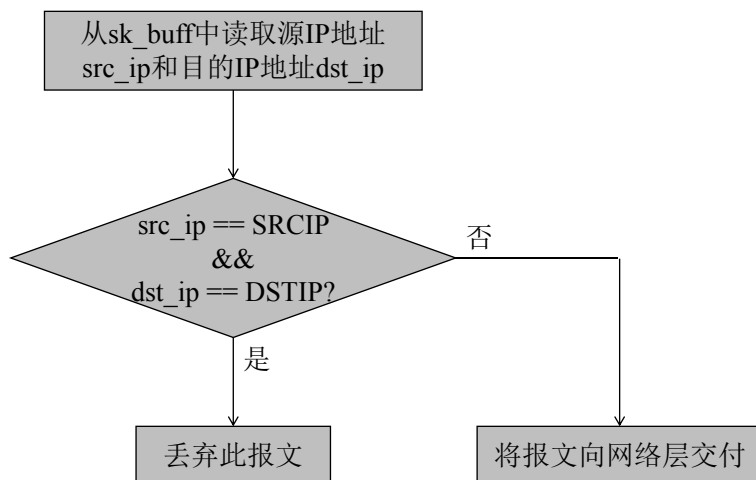 从sk_buff中读取源IP地址
src_ip和目的IP地址dst_ip
src_ip == SRCIP
&&
dst_ip == DSTIP?
否
是
丢弃此报文
将报文向网络层交付